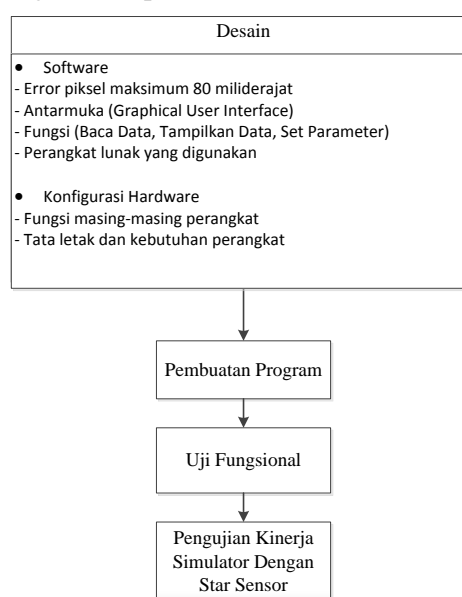 Desain
• Software
- Error piksel maksimum 80 miliderajat
- Antarmuka (Graphical User Interface)
- Fungsi (Baca Data, Tampilkan Data, Set Parameter)
- Perangkat lunak yang digunakan
• Konfigurasi Hardware
- Fungsi masing-masing perangkat
- Tata letak dan kebutuhan perangkat
Pembuatan Program
Uji Fungsional
Pengujian Kinerja
Simulator Dengan
Star Sensor